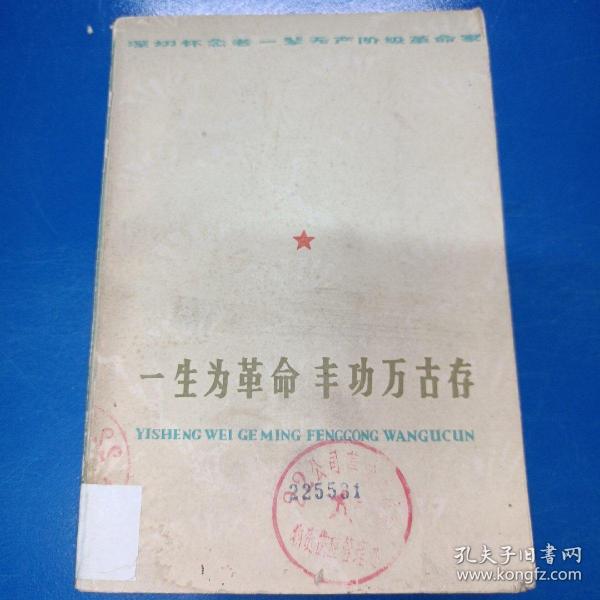 深切怀念老一辈无产阶级革命家
一生为革命 丰功万古存
YISHENG WEI GE MING FENGGONG WANGUCUN
225531
孔夫子旧书网
www.kongfz.com